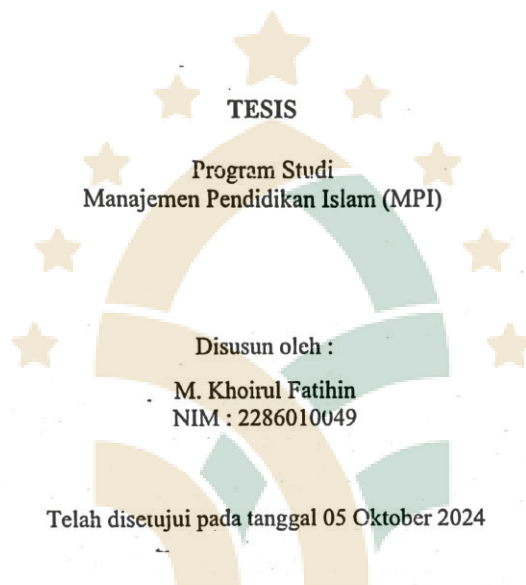 TESIS
Program Studi
Manajemen Pendidikan Islam (MPI)
Disusun oleh :
M. Khoirul Fatihin
NIM : 2286010049
Telah disetujui pada tanggal 05 Oktober 2024